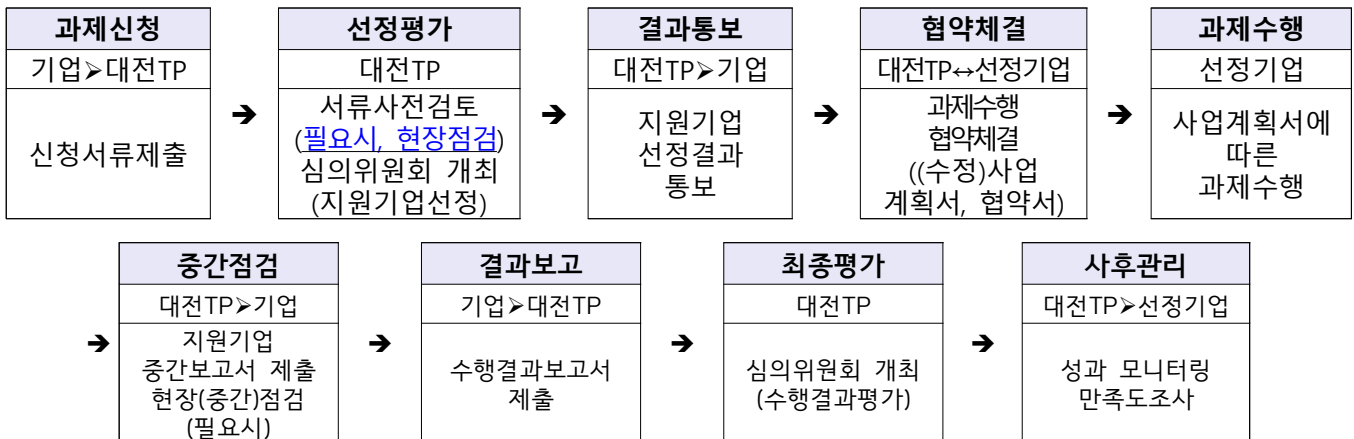 과제신청
기업➢대전TP
신청서류제출
➔
선정평가
대전TP
서류사전검토
(필요시, 현장점검)
심의위원회 개최
(지원기업선정)
➔
결과통보
대전TP➢기업
지원기업
선정결과
통보
➔
협약체결
대전TP↔선정기업
과제수행
협약체결
((수정)사업
계획서, 협약서)
➔
과제수행
선정기업
사업계획서에
따른
과제수행
➔
중간점검
대전TP➢기업
지원기업
중간보고서 제출
현장(중간)점검
(필요시)
➔
결과보고
기업➢대전TP
수행결과보고서
제출
➔
최종평가
대전TP
심의위원회 개최
(수행결과평가)
➔
사후관리
대전TP➢선정기업
성과 모니터링
만족도조사